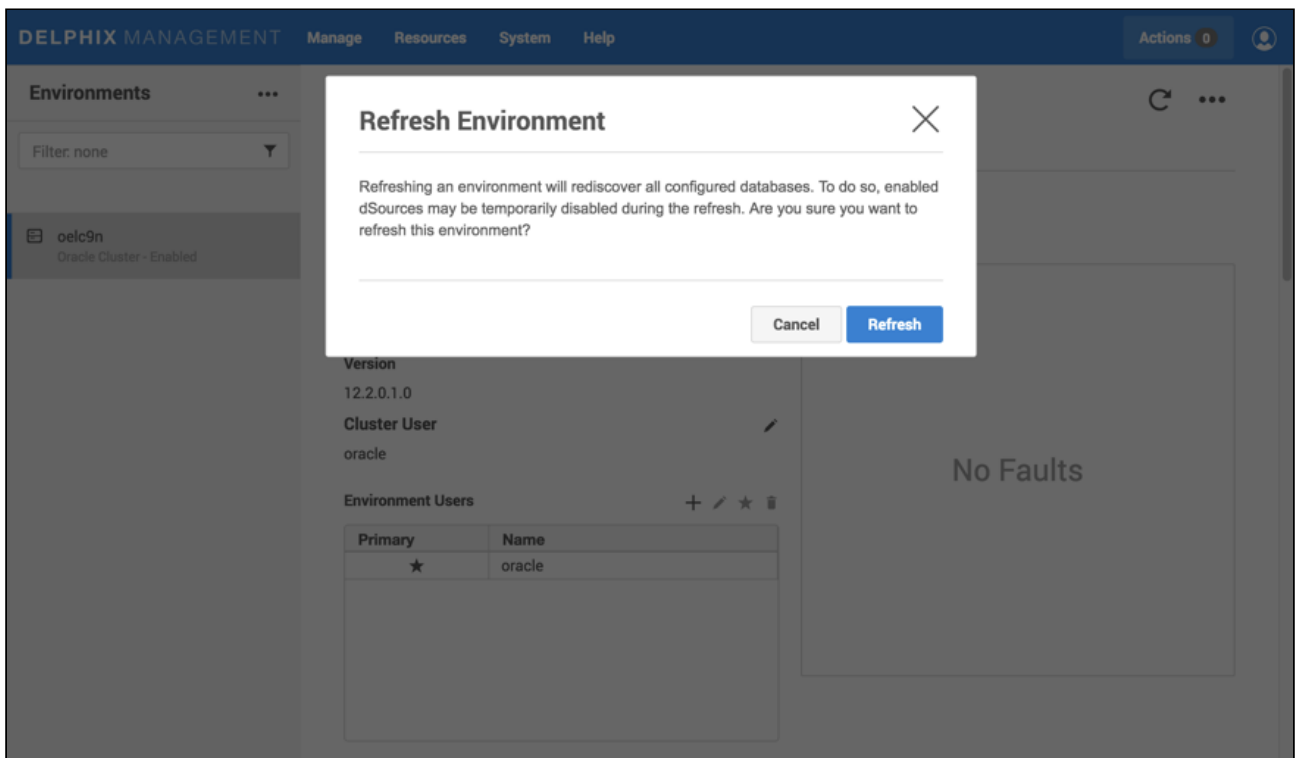 DELPHIX MANAGEMENT Manage Resources System Help Actions 0
Environments
Filter: none
oelc9n
Oracle Cluster - Enabled
Refresh Environment
Refreshing an environment will rediscover all configured databases. To do so, enabled
dSources may be temporarily disabled during the refresh. Are you sure you want to
refresh this environment?
Cancel Refresh
Version
12.2.0.1.0
Cluster User
oracle
Environment Users
Primary Name
oracle
No Faults